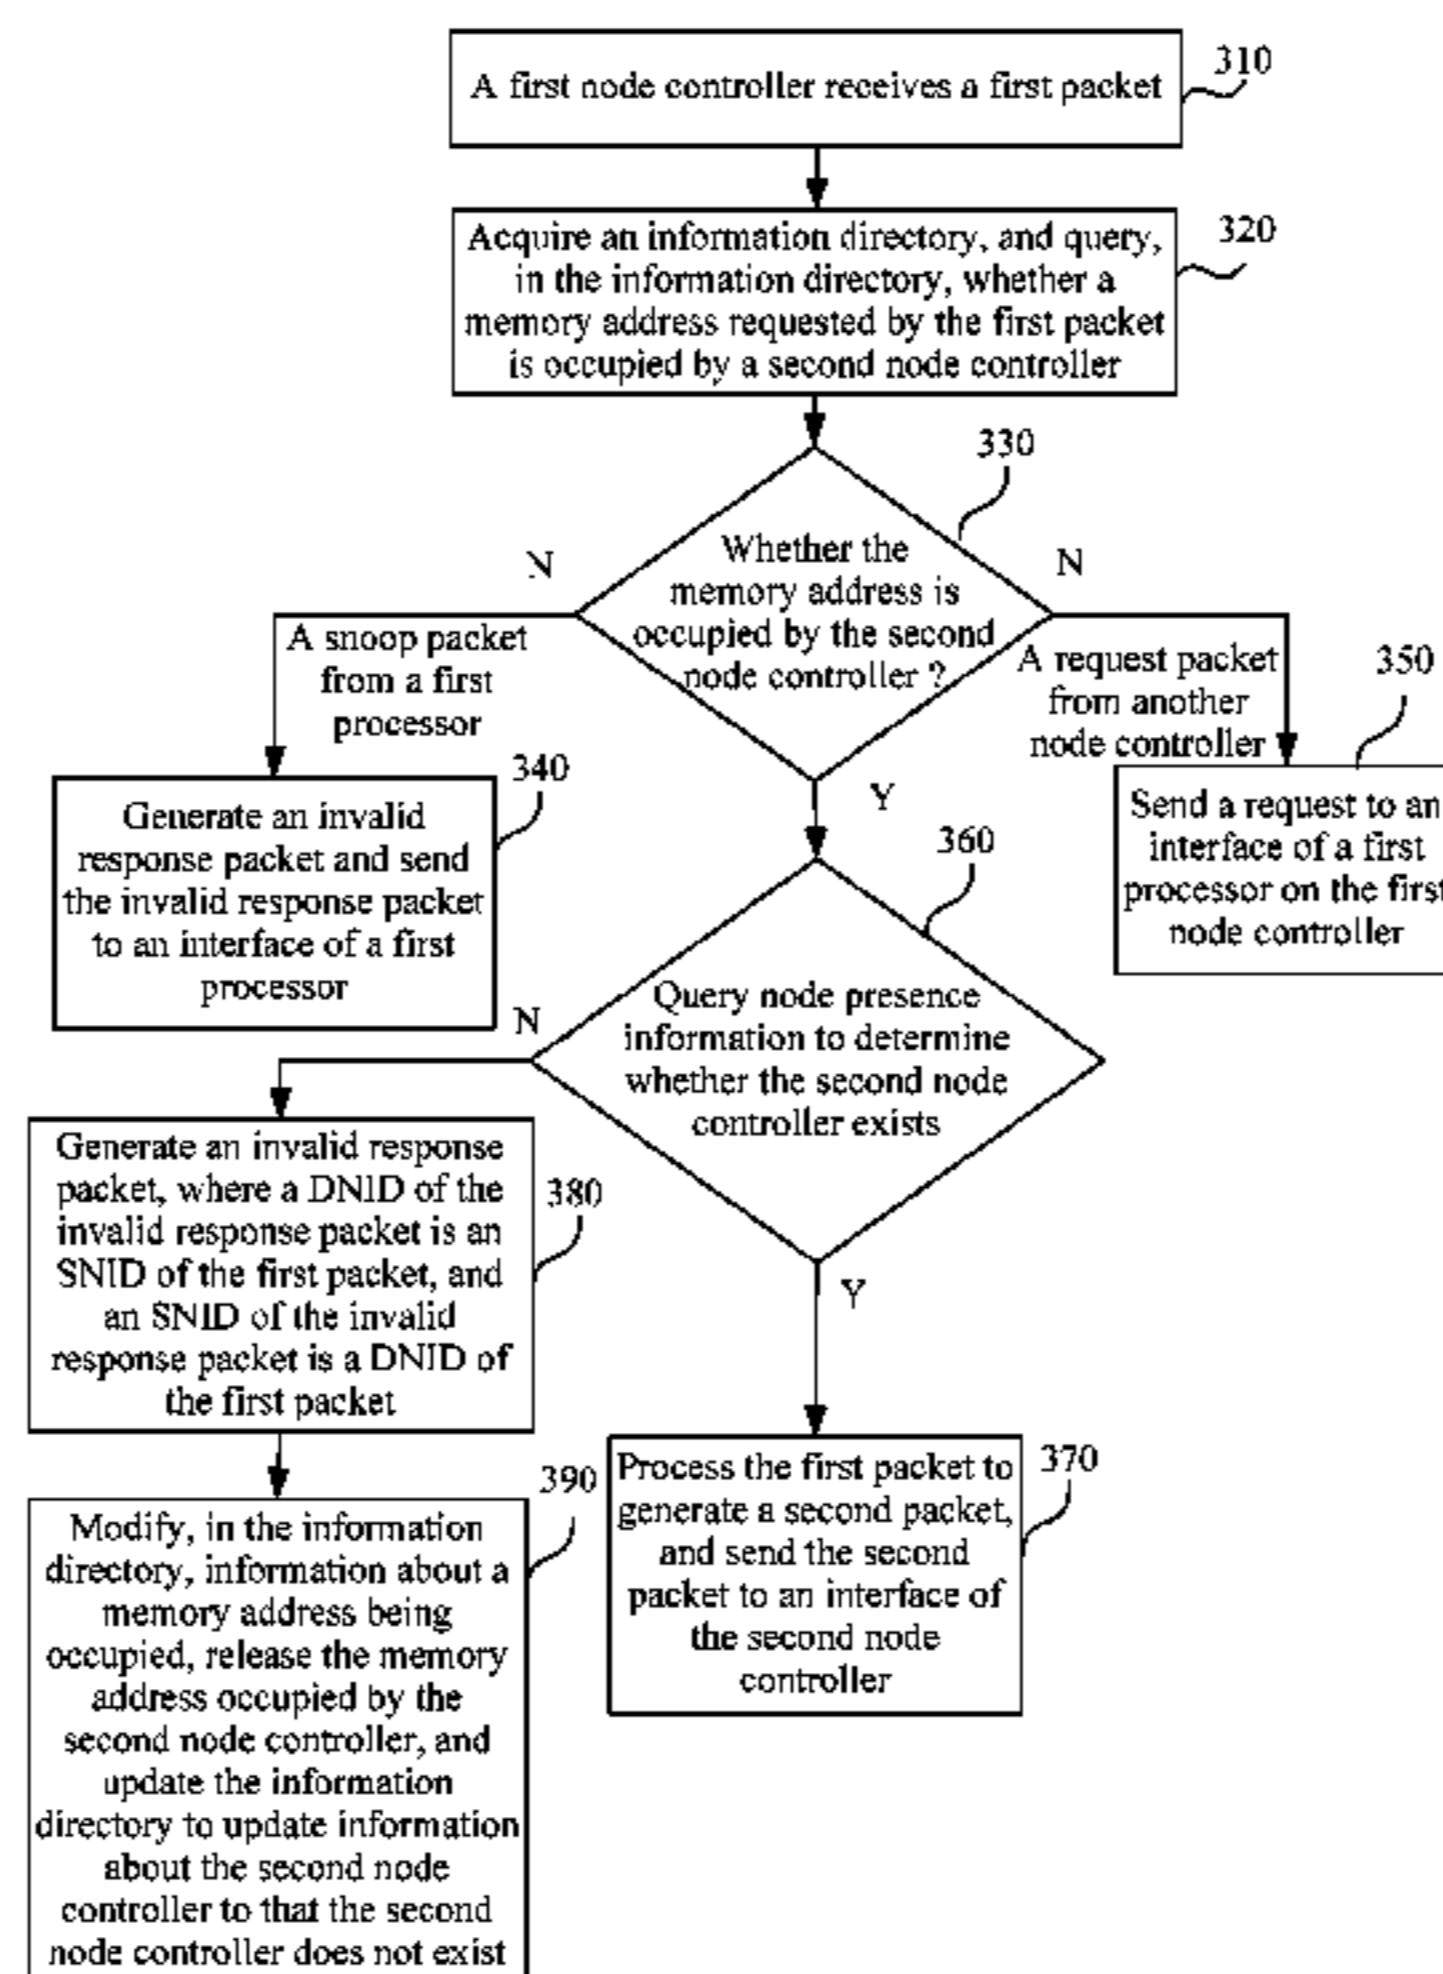 A first node controller receives a first packet
310
Acquire an information directory, and query,
in the information directory, whether a
memory address requested by the first packet
is occupied by a second node controller
320
330
Whether the
memory address is
occupied by the second
node controller ?
N
N
A snoop packet
from a first
processor
A request packet
from another
node controller
350
340
Generate an invalid
response packet and send
the invalid response packet
to an interface of a first
processor
Y
Send a request to an
interface of a first
processor on the first
node controller
360
Query node presence
information to determine
whether the second node
controller exists
N
Generate an invalid response
packet, where a DNID of the
invalid response packet is an
SNID of the first packet, and
an SNID of the invalid
response packet is a DNID of
the first packet
380
Y
Process the first packet to
generate a second packet,
and send the second
packet to an interface of
the second node
controller
370
390
Modify, in the information
directory, information about a
memory address being
occupied, release the memory
address occupied by the
second node controller, and
update the information
directory to update information
about the second node
controller to that the second
node controller does not exist